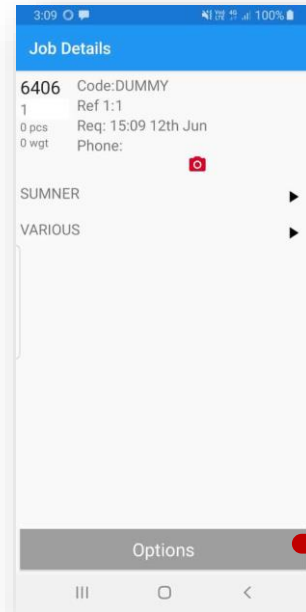 3:09 100%
Job Details
6406 Code:DUMMY
1 Ref 1:1
0 pcs Req: 15:09 12th Jun
0 wgt Phone:
SUMNER
VARIOUS
Options